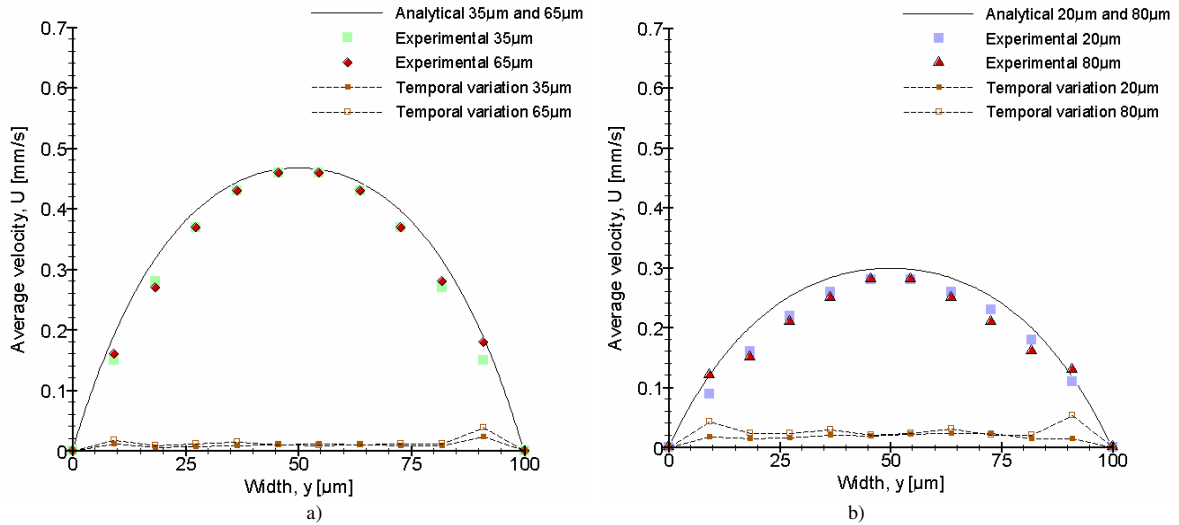 Analytical 35µm and 65µm
Experimental 35µm
Experimental 65µm
Temporal variation 35µm
Temporal variation 65µm
0.7
0.6
0.5
0.4
0.3
0.2
0.1
0
Average velocity, U [mm/s]
0 25 50 75 100
Width, y [µm]
a)
Analytical 20µm and 80µm
Experimental 20µm
Experimental 80µm
Temporal variation 20µm
Temporal variation 80µm
0.7
0.6
0.5
0.4
0.3
0.2
0.1
0
Average velocity, U [mm/s]
0 25 50 75 100
Width, y [µm]
b)